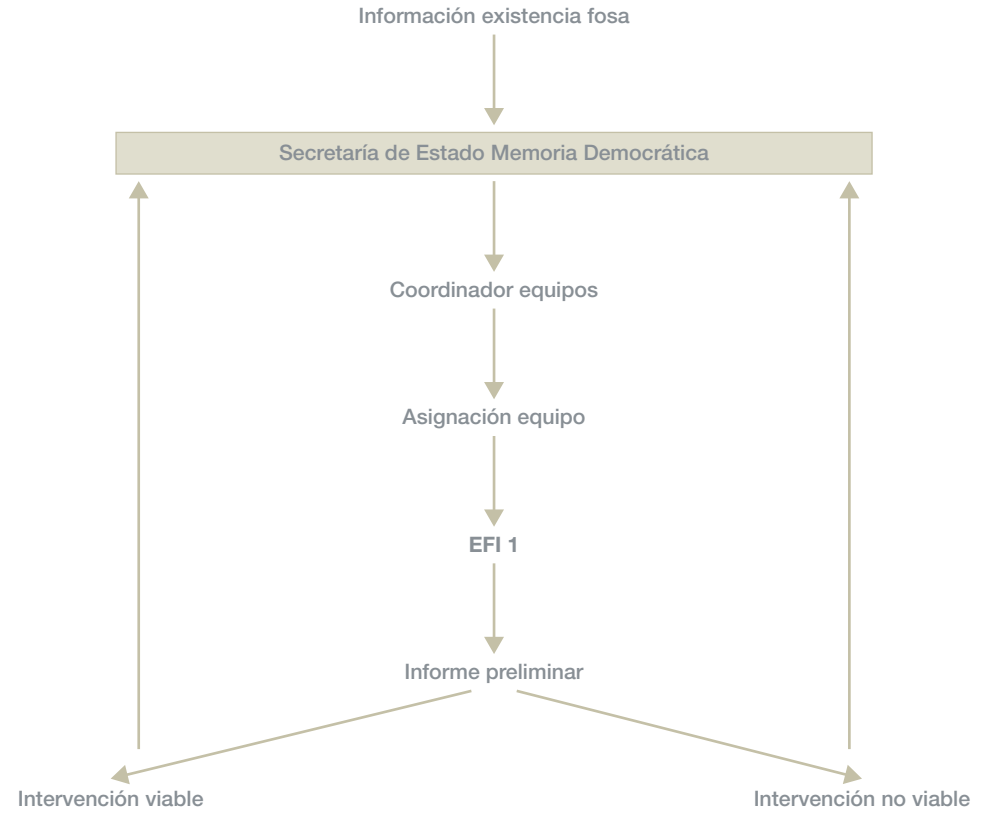 Información existencia fosa
Secretaría de Estado Memoria Democrática
Coordinador equipos
Asignación equipo
EFI 1
Informe preliminar
Intervención viable
Intervención no viable